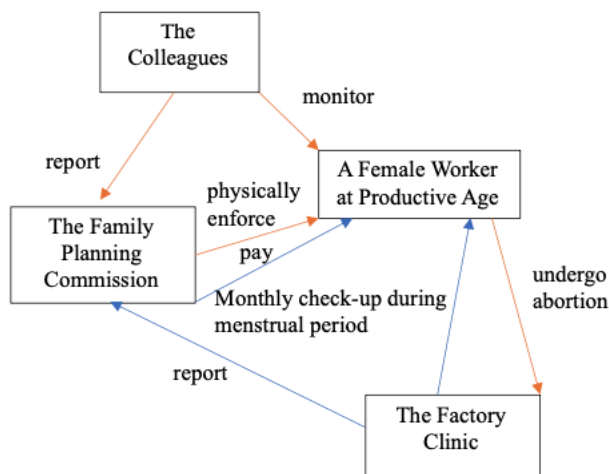 The
Colleagues
monitor
report
A Female Worker
at Productive Age
physically
enforce
The Family
Planning
Commission
pay
undergo
abortion
Monthly check-up during
menstrual period
report
The Factory
Clinic